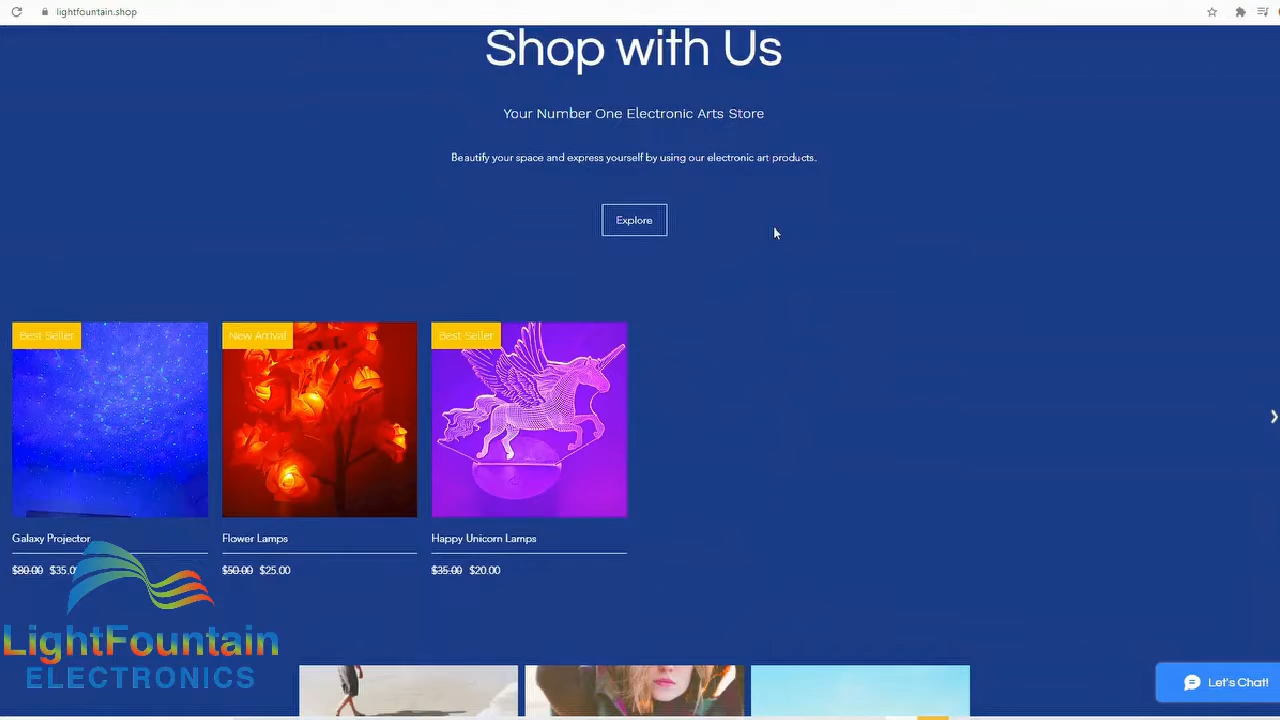 lightfountain.shop
Shop with Us
Your Number One Electronic Arts Store
Beautify your space and express yourself by using our electronic art products.
Explore
Best Seller
New Arrival
Best Seller
Galaxy Projector
Flower Lamps
Happy Unicorn Lamps
$80.00 $35.0
$50.00 $25.00
$35.00 $20.00
LightFountain
ELECTRONICS
Let's Chat!